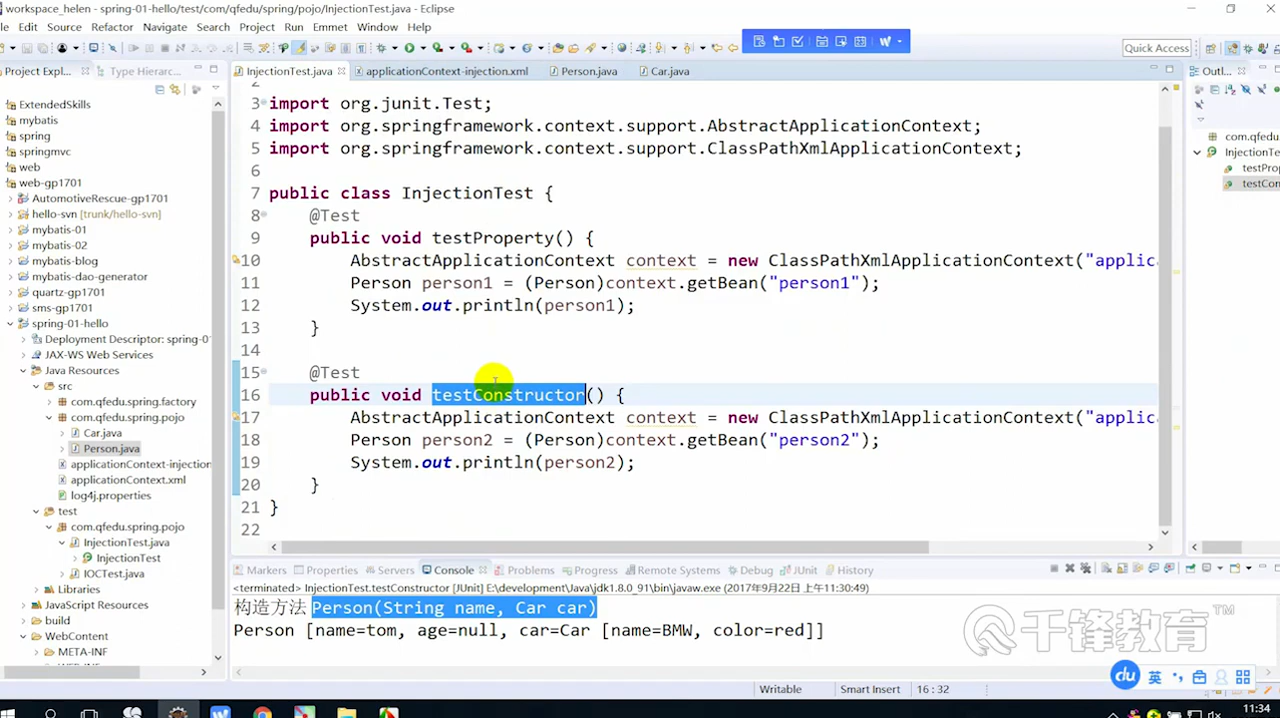 workspace_helen - spring-01-hello/test/com/qfedu/spring/pojo/InjectionTest.java - Eclipse
Edit Source Refactor Navigate Search Project Run Emmet Window Help
Quick Access
Project Expl... Type Hierarc...
InjectionTest.java applicationContext-injection.xml Person.java Car.java
Outl...
ExtendedSkills
mybatis
spring
springmvc
web
web-gp1701
AutomotiveRescue-gp1701
hello-svn [trunk/hello-svn]
mybatis-01
mybatis-02
mybatis-blog
mybatis-dao-generator
quartz-gp1701
sms-gp1701
spring-01-hello
Deployment Descriptor: spring-0
JAX-WS Web Services
Java Resources
src
com.qfedu.spring.factory
com.qfedu.spring.pojo
Car.java
Person.java
applicationContext-injection
applicationContext.xml
log4j.properties
test
com.qfedu.spring.pojo
InjectionTest.java
InjectionTest
IOCTest.java
Libraries
JavaScript Resources
build
WebContent
META-INF
2
3 import org.junit.Test;
4 import org.springframework.context.support.AbstractApplicationContext;
5 import org.springframework.context.support.ClassPathXmlApplicationContext;
6
7 public class InjectionTest {
8 @Test
9 public void testProperty() {
10 AbstractApplicationContext context = new ClassPathXmlApplicationContext("applic
11 Person person1 = (Person)context.getBean("person1");
12 System.out.println(person1);
13 }
14
15 @Test
16 public void testConstructor() {
17 AbstractApplicationContext context = new ClassPathXmlApplicationContext("applic
18 Person person2 = (Person)context.getBean("person2");
19 System.out.println(person2);
20 }
21 }
22
com.qfedu
InjectionTe
testProp
testCon
Markers Properties Servers Console Problems Progress Remote Systems Debug JUnit History
<terminated> InjectionTest.testConstructor [JUnit] E:\development\Java\jdk1.8.0_91\bin\javaw.exe (2017年9月22日 上午11:30:49)
构造方法 Person(String name, Car car)
Person [name=tom, age=null, car=Car [name=BMW, color=red]]
千锋教育™
du 英
Writable Smart Insert 16 : 32
11:34